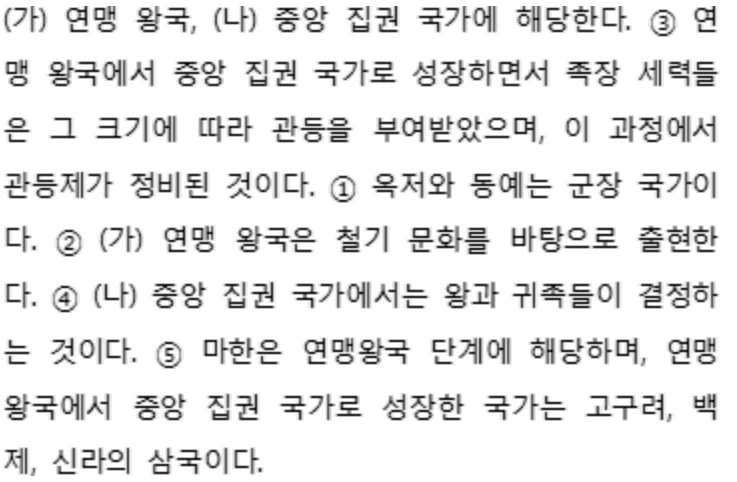 (가) 연맹 왕국, (나) 중앙 집권 국가에 해당한다. ③ 연
맹 왕국에서 중앙 집권 국가로 성장하면서 족장 세력들
은 그 크기에 따라 관등을 부여받았으며, 이 과정에서
관등제가 정비된 것이다. ① 옥저와 동예는 군장 국가이
다. ② (가) 연맹 왕국은 철기 문화를 바탕으로 출현한
다. ④ (나) 중앙 집권 국가에서는 왕과 귀족들이 결정하
는 것이다. ⑤ 마한은 연맹왕국 단계에 해당하며, 연맹
왕국에서 중앙 집권 국가로 성장한 국가는 고구려, 백
제, 신라의 삼국이다.